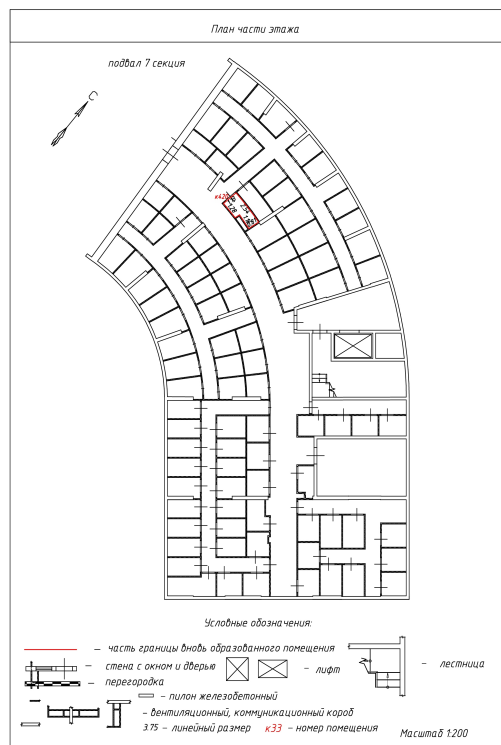 План части этажа
подвал 7 секция
С
к420
Условные обозначения:
— часть границы вновь образованного помещения
— стена с окном и дверью
— лифт
— лестница
— перегородка
— пилон железобетонный
— вентиляционный, коммуникационный короб
3.75 — линейный размер к33 — номер помещения
Масштаб 1:200